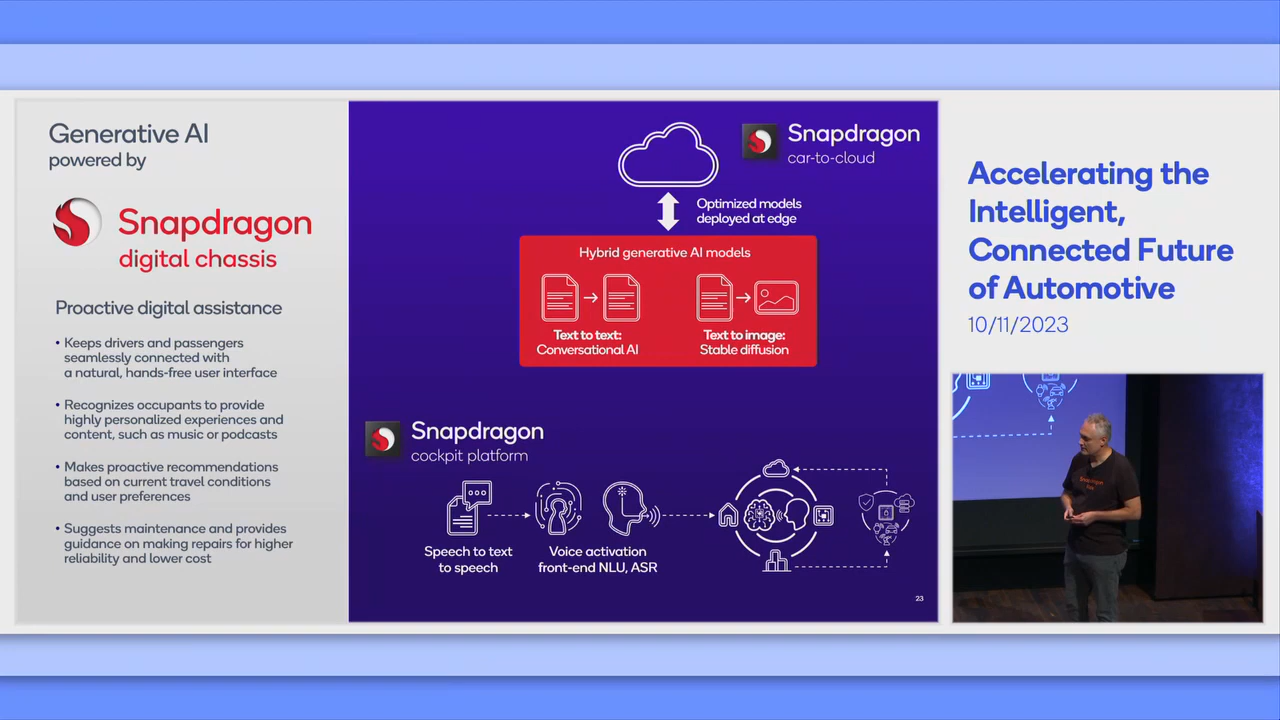 Generative AI
powered by
Snapdragon
digital chassis
Proactive digital assistance
• Keeps drivers and passengers
seamlessly connected with
a natural, hands-free user interface
• Recognizes occupants to provide
highly personalized experiences and
content, such as music or podcasts
• Makes proactive recommendations
based on current travel conditions
and user preferences
• Suggests maintenance and provides
guidance on making repairs for higher
reliability and lower cost
Snapdragon
car-to-cloud
Optimized models
deployed at edge
Hybrid generative AI models
Text to text:
Conversational AI
Text to image:
Stable diffusion
Snapdragon
cockpit platform
Speech to text
to speech
Voice activation
front-end NLU, ASR
23
Accelerating the
Intelligent,
Connected Future
of Automotive
10/11/2023
Snapdragon